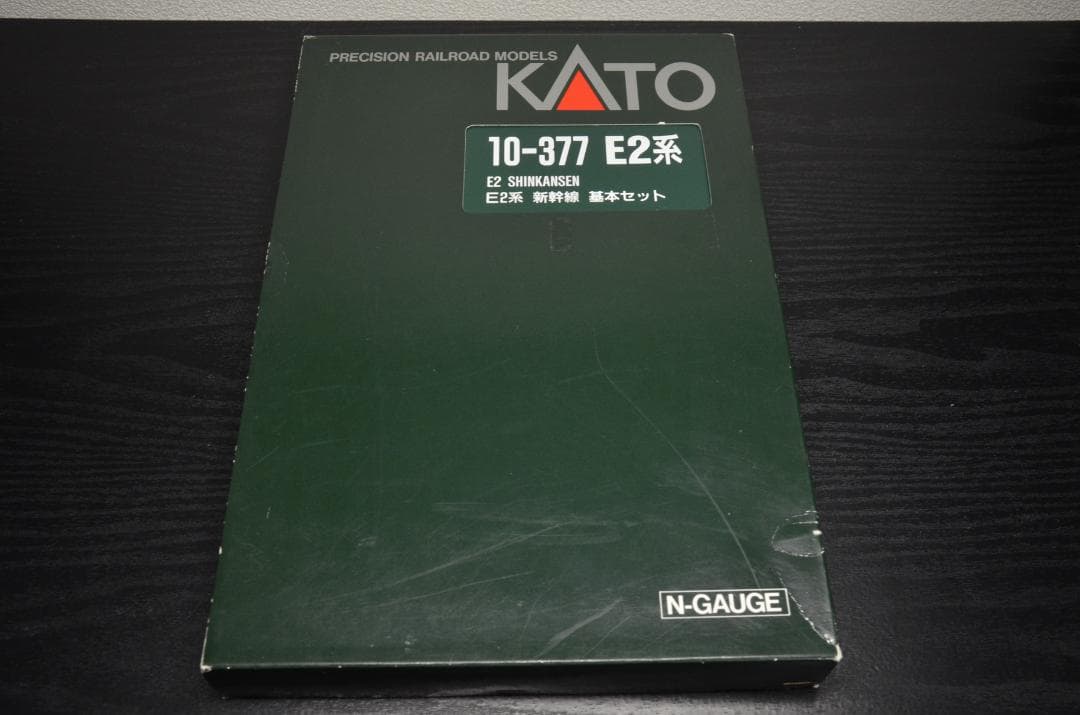 PRECISION RAILROAD MODELS
KATO
10-377 E2系
E2 SHINKANSEN
E2系 新幹線 基本セット
N-GAUGE